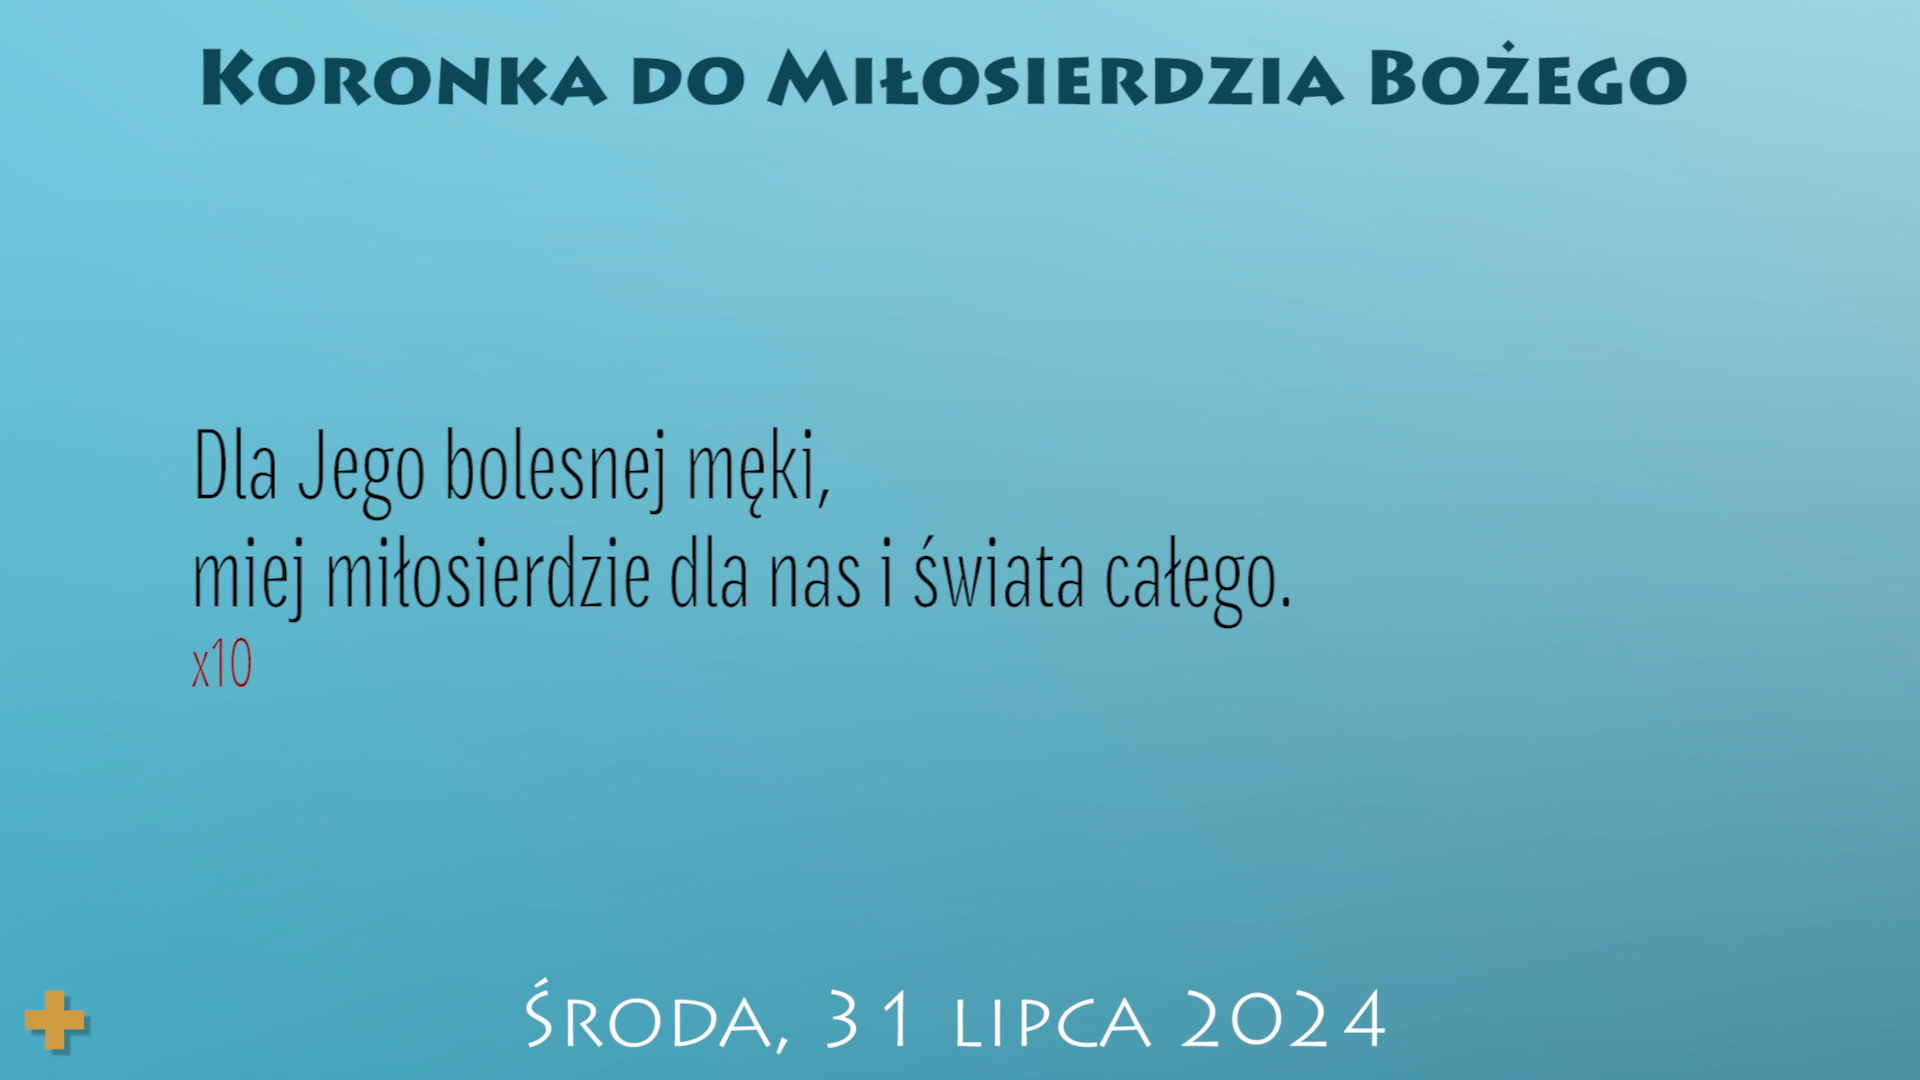 Koronka do Miłosierdzia Bożego
Dla Jego bolesnej męki,
miej miłosierdzie dla nas i świata całego.
x10
Środa, 31 lipca 2024